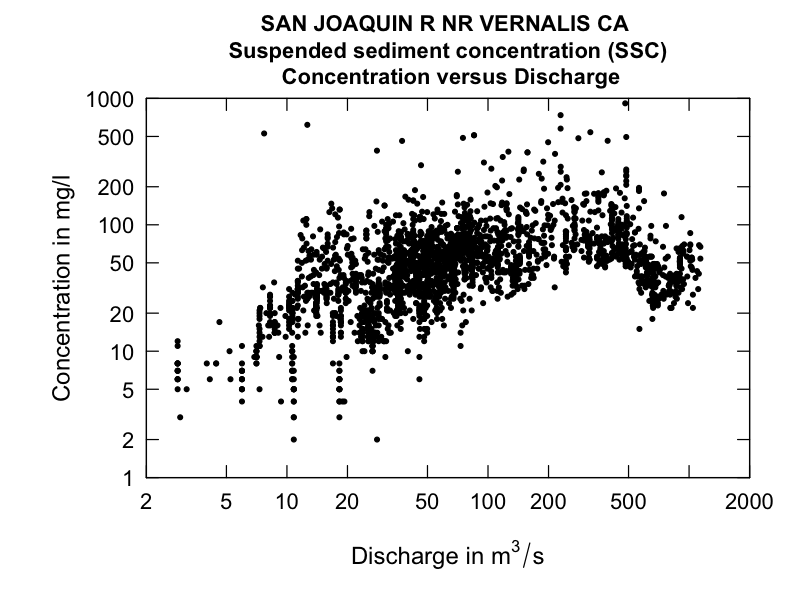 SAN JOAQUIN R NR VERNALIS CA
Suspended sediment concentration (SSC)
Concentration versus Discharge
1000
500
200
100
50
20
10
5
2
1
Concentration in mg/l
2 5 10 20 50 100 200 500 2000
Discharge in m³/s